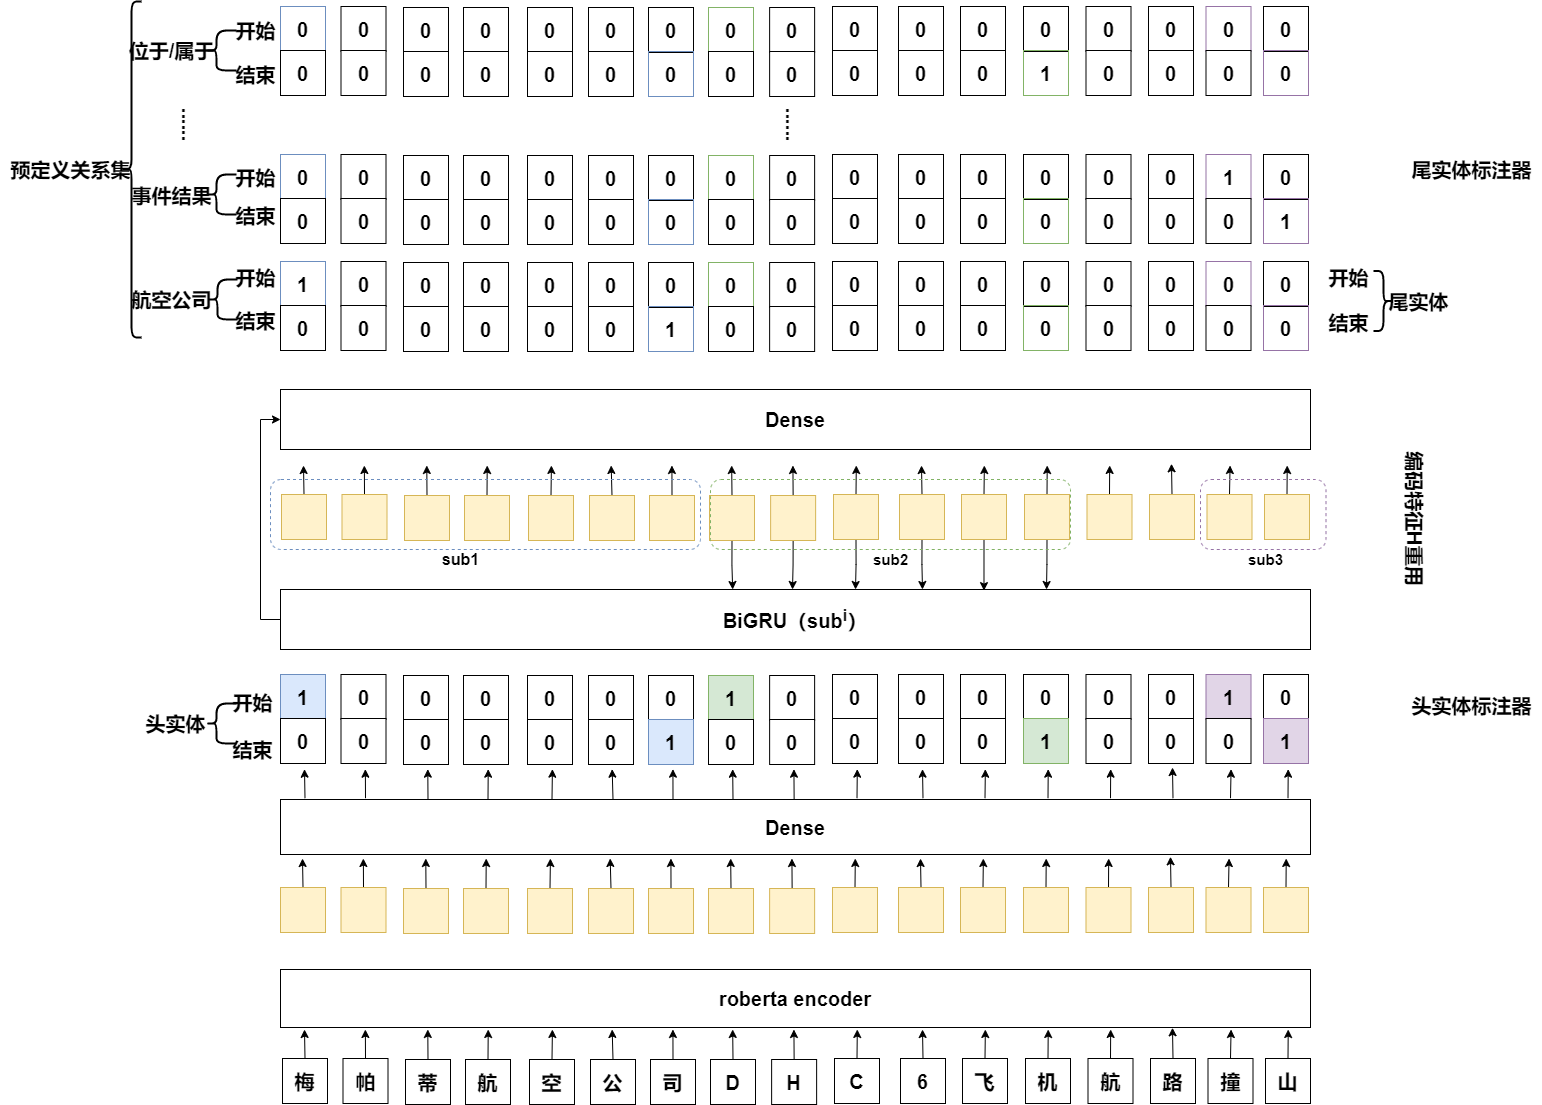 开始 0 0 0 0 0 0 0 0 0 0 0 0 0 0 0 0 0
位于/属于
结束 0 0 0 0 0 0 0 0 0 0 0 0 1 0 0 0 0
预定义关系集
尾实体标注器
开始 0 0 0 0 0 0 0 0 0 0 0 0 0 0 0 1 0
事件结果
结束 0 0 0 0 0 0 0 0 0 0 0 0 0 0 0 0 1
开始 1 0 0 0 0 0 0 0 0 0 0 0 0 0 0 0 0 开始
航空公司
尾实体
结束 0 0 0 0 0 0 1 0 0 0 0 0 0 0 0 0 0 结束
Dense
编码特征H重用
sub1 sub2 sub3
BiGRU（subⁱ）
开始 1 0 0 0 0 0 0 1 0 0 0 0 0 0 0 1 0
头实体
头实体标注器
结束 0 0 0 0 0 0 1 0 0 0 0 0 1 0 0 0 1
Dense
roberta encoder
梅 帕 蒂 航 空 公 司 D H C 6 飞 机 航 路 撞 山